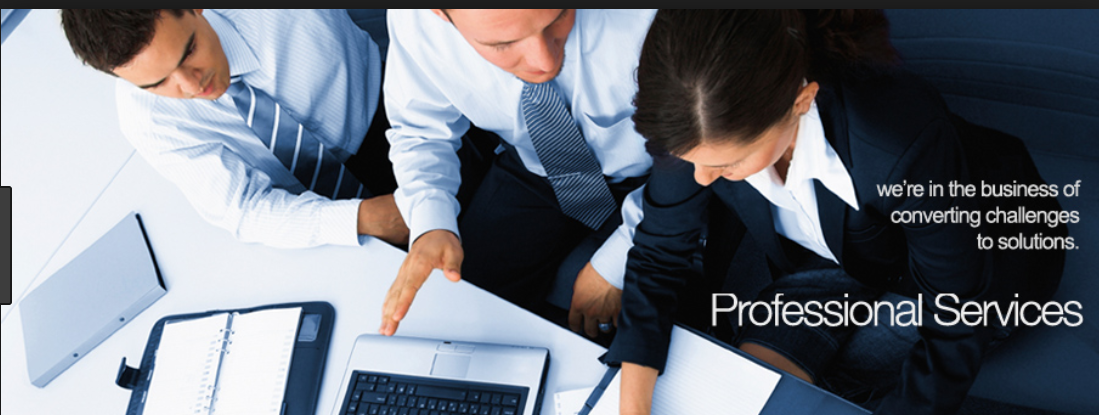 we're in the business of
converting challenges
to solutions.
Professional Services